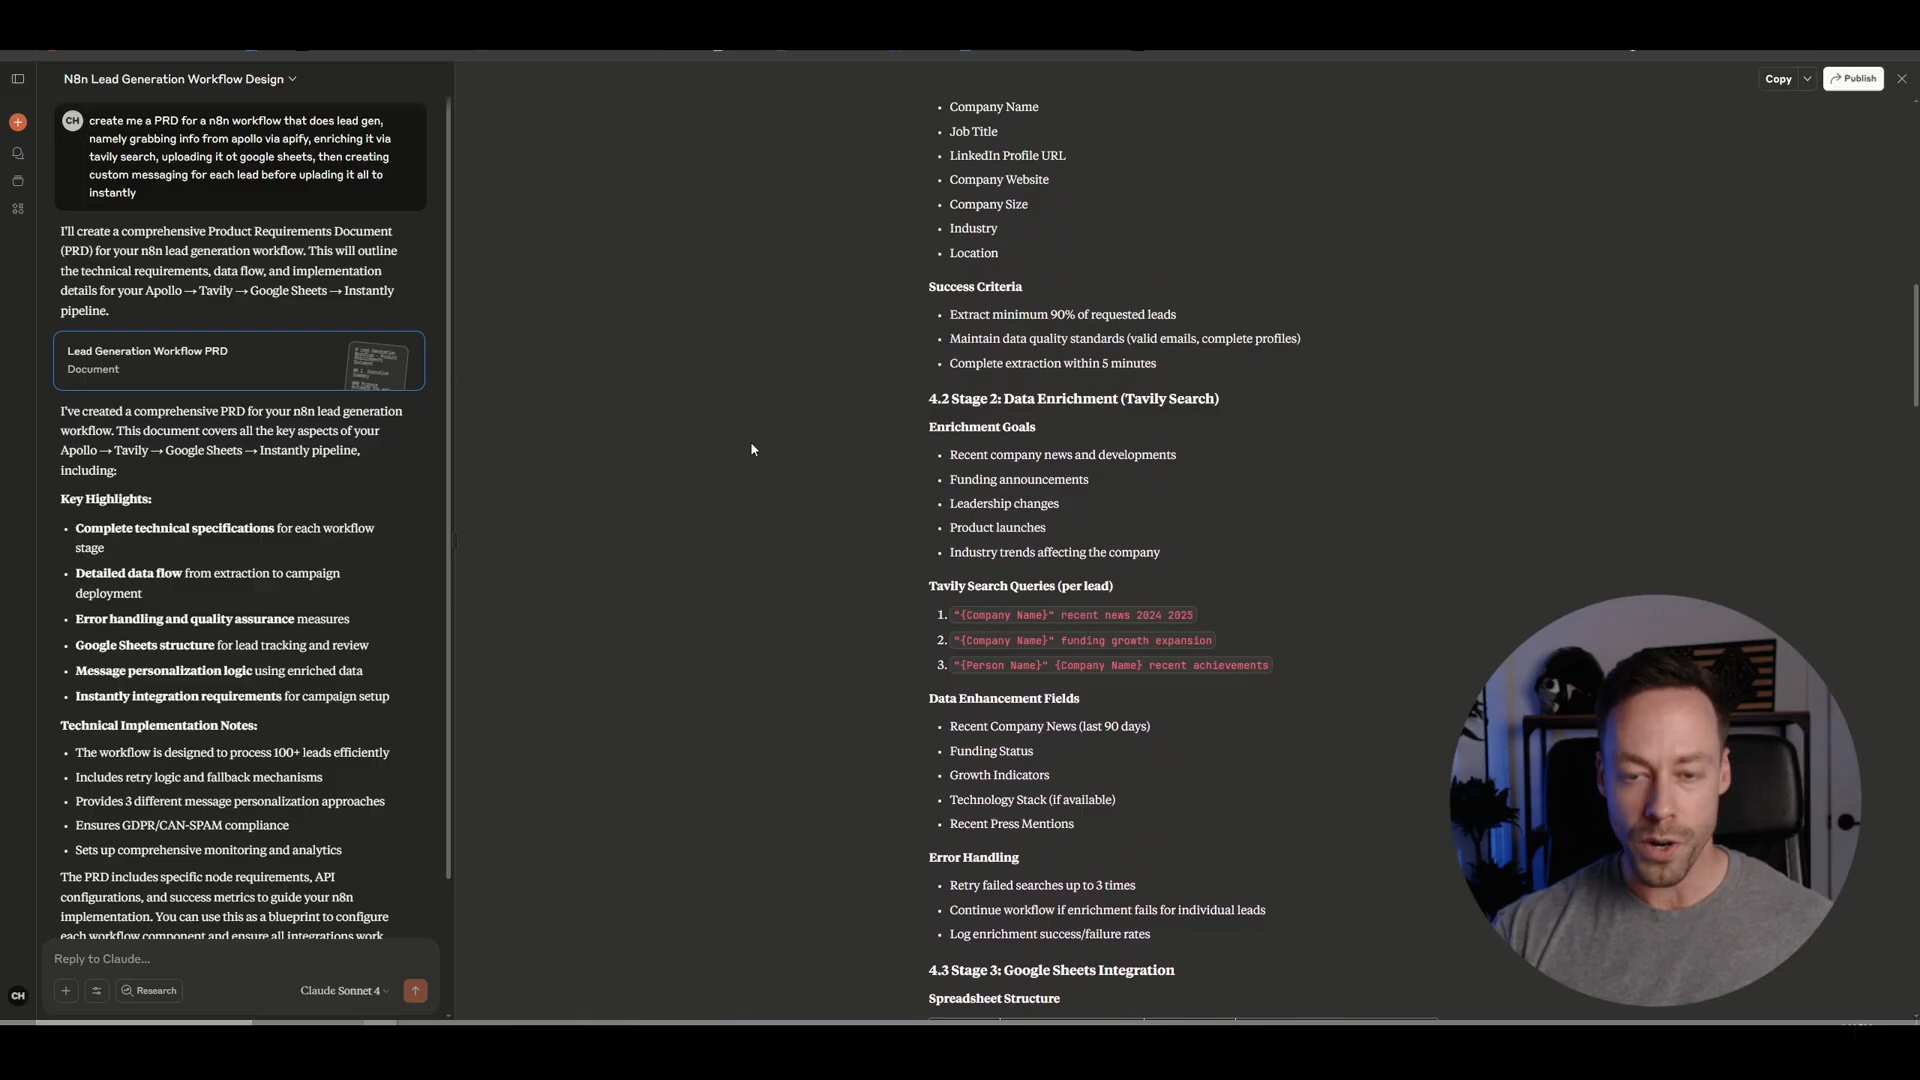 N8n Lead Generation Workflow Design
CH
create me a PRD for a n8n workflow that does lead gen,
namely grabbing info from apollo via apify, enriching it via
tavily search, uploading it ot google sheets, then creating
custom messaging for each lead before uplading it all to
instantly
I'll create a comprehensive Product Requirements Document
(PRD) for your n8n lead generation workflow. This will outline
the technical requirements, data flow, and implementation
details for your Apollo → Tavily → Google Sheets → Instantly
pipeline.
Lead Generation Workflow PRD
Document
I've created a comprehensive PRD for your n8n lead generation
workflow. This document covers all the key aspects of your
Apollo → Tavily → Google Sheets → Instantly pipeline,
including:
Key Highlights:
• Complete technical specifications for each workflow
stage
• Detailed data flow from extraction to campaign
deployment
• Error handling and quality assurance measures
• Google Sheets structure for lead tracking and review
• Message personalization logic using enriched data
• Instantly integration requirements for campaign setup
Technical Implementation Notes:
• The workflow is designed to process 100+ leads efficiently
• Includes retry logic and fallback mechanisms
• Provides 3 different message personalization approaches
• Ensures GDPR/CAN-SPAM compliance
• Sets up comprehensive monitoring and analytics
The PRD includes specific node requirements, API
configurations, and success metrics to guide your n8n
implementation. You can use this as a blueprint to configure
each workflow component and ensure all integrations work
Reply to Claude...
Research
Claude Sonnet 4
CH
Copy
Publish
• Company Name
• Job Title
• LinkedIn Profile URL
• Company Website
• Company Size
• Industry
• Location
Success Criteria
• Extract minimum 90% of requested leads
• Maintain data quality standards (valid emails, complete profiles)
• Complete extraction within 5 minutes
4.2 Stage 2: Data Enrichment (Tavily Search)
Enrichment Goals
• Recent company news and developments
• Funding announcements
• Leadership changes
• Product launches
• Industry trends affecting the company
Tavily Search Queries (per lead)
1. "{Company Name}" recent news 2024 2025
2. "{Company Name}" funding growth expansion
3. "{Person Name}" {Company Name} recent achievements
Data Enhancement Fields
• Recent Company News (last 90 days)
• Funding Status
• Growth Indicators
• Technology Stack (if available)
• Recent Press Mentions
Error Handling
• Retry failed searches up to 3 times
• Continue workflow if enrichment fails for individual leads
• Log enrichment success/failure rates
4.3 Stage 3: Google Sheets Integration
Spreadsheet Structure